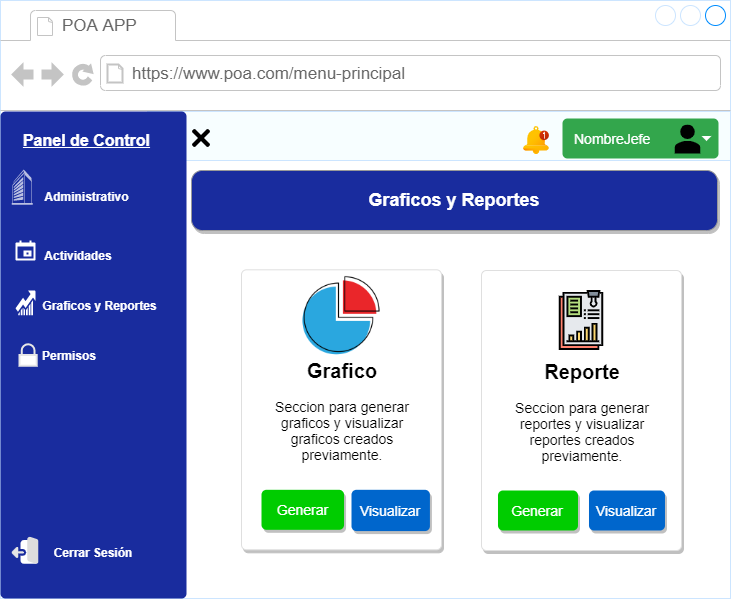 POA APP
https://www.poa.com/menu-principal
Panel de Control
Administrativo
Actividades
Graficos y Reportes
Permisos
Cerrar Sesión
1
NombreJefe
Graficos y Reportes
Grafico
Seccion para generar
graficos y visualizar
graficos creados
previamente.
Generar
Visualizar
Reporte
Seccion para generar
reportes y visualizar
reportes creados
previamente.
Generar
Visualizar